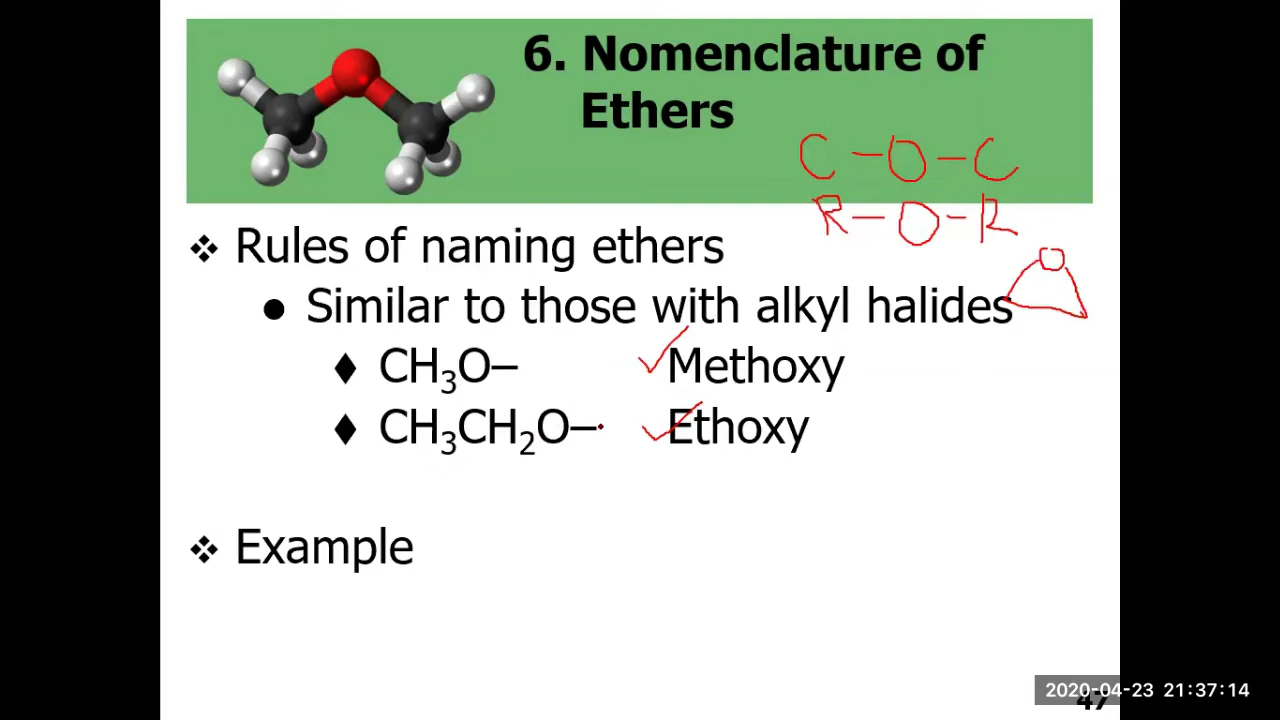 6. Nomenclature of
Ethers
C – O – C
R – O – R
❖ Rules of naming ethers
● Similar to those with alkyl halides
♦ CH₃O– Methoxy
♦ CH₃CH₂O– Ethoxy
❖ Example
2020-04-23 21:37:14
47